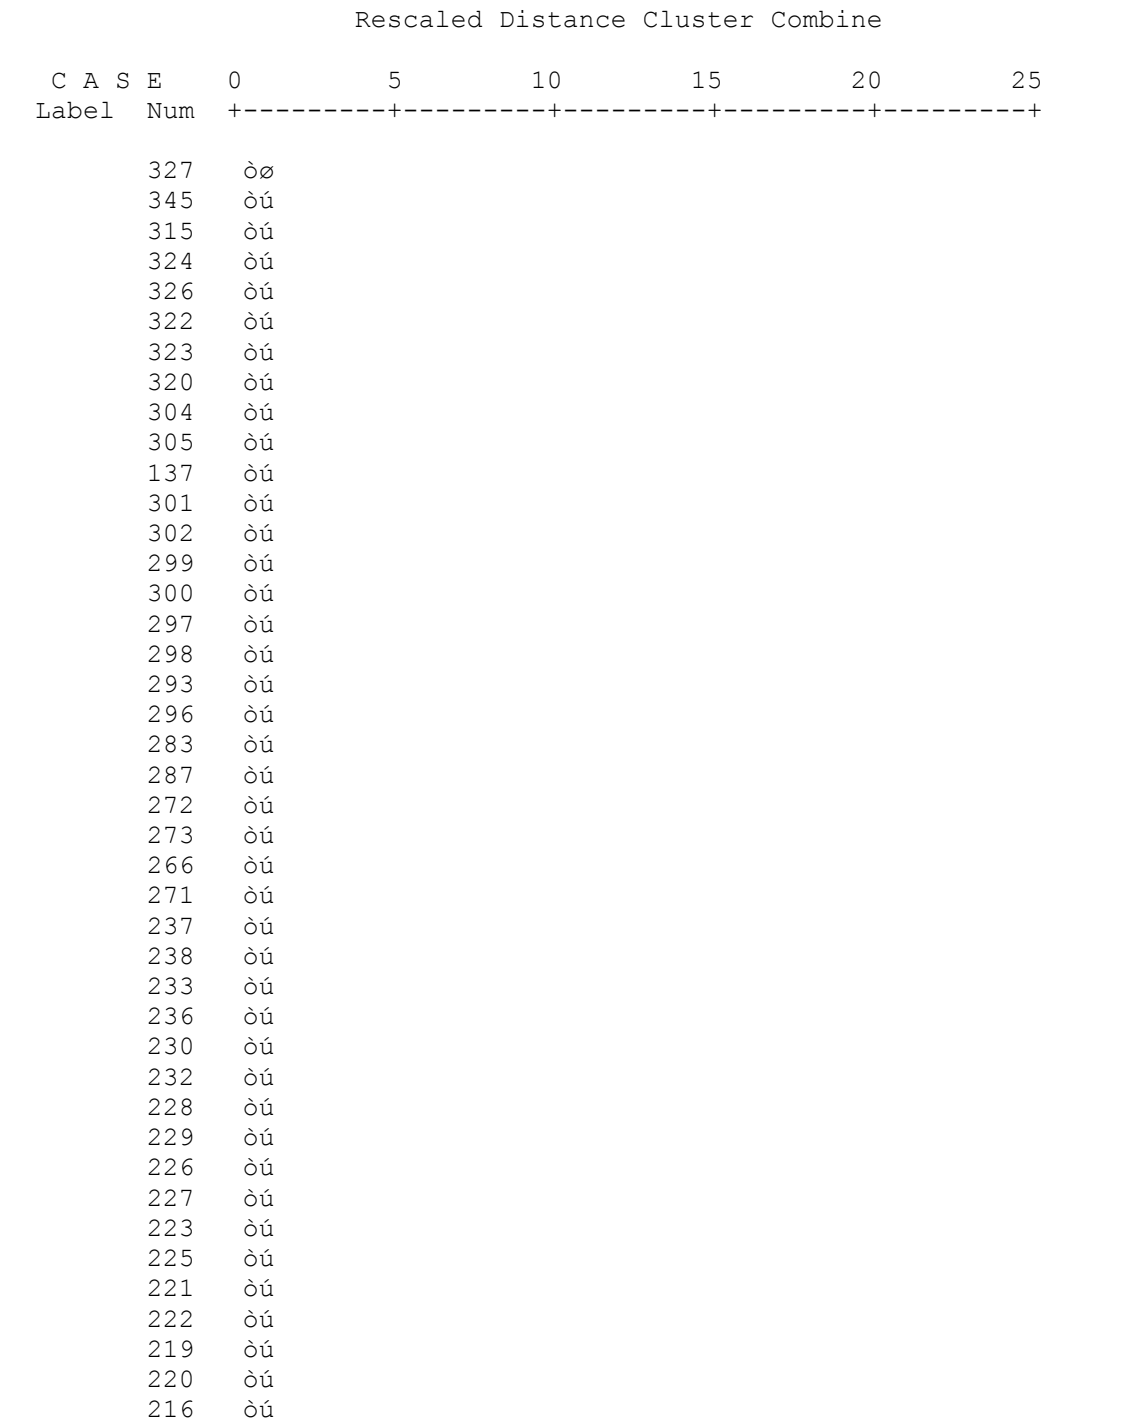 Rescaled Distance Cluster Combine
C A S E 0 5 10 15 20 25
Label Num +---------+---------+---------+---------+---------+
327 òø
345 òú
315 òú
324 òú
326 òú
322 òú
323 òú
320 òú
304 òú
305 òú
137 òú
301 òú
302 òú
299 òú
300 òú
297 òú
298 òú
293 òú
296 òú
283 òú
287 òú
272 òú
273 òú
266 òú
271 òú
237 òú
238 òú
233 òú
236 òú
230 òú
232 òú
228 òú
229 òú
226 òú
227 òú
223 òú
225 òú
221 òú
222 òú
219 òú
220 òú
216 òú